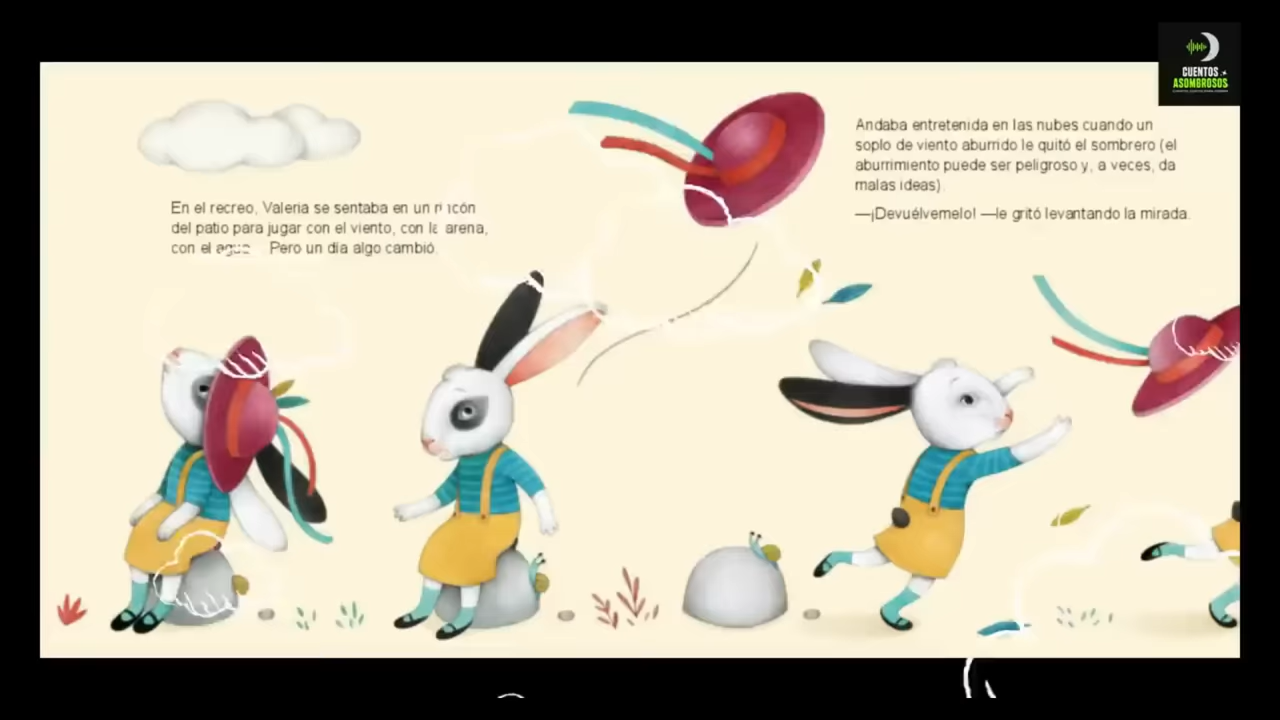 CUENTOS
ASOMBROSOS
En el recreo, Valeria se sentaba en un rincón
del patio para jugar con el viento, con la arena,
con el agua... Pero un día algo cambió.
Andaba entretenida en las nubes cuando un
soplo de viento aburrido le quitó el sombrero (el
aburrimiento puede ser peligroso y, a veces, da
malas ideas).
—¡Devuélvemelo! —le gritó levantando la mirada.